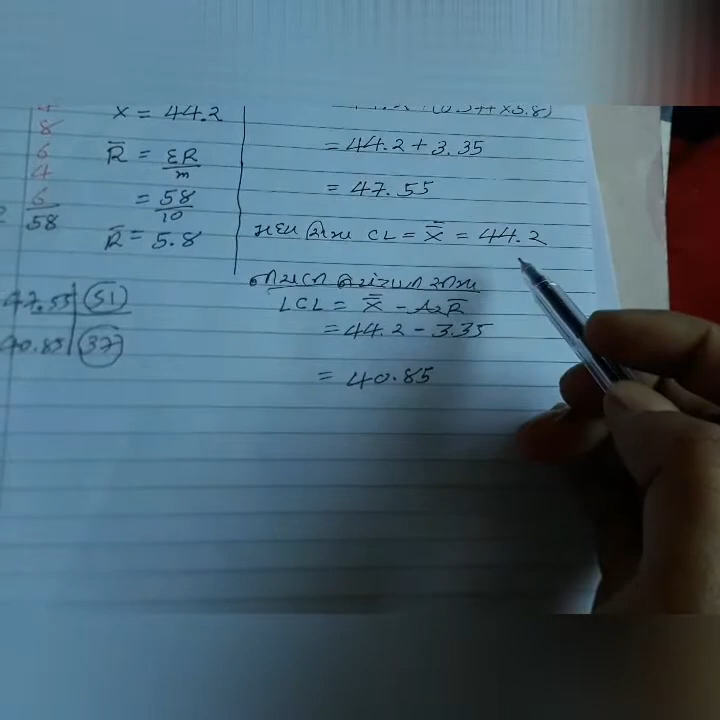 8
6
4
6
58
x̄ = 44.2
R̄ = ΣR/m
= 58/10
R̄ = 5.8
47.55 | 51
40.85 | 37
= 44.2 + 3.35
= 47.55
મધ્ય રેખા CL = X̿ = 44.2
LCL = X̿ - A₂R̄
= 44.2 - 3.35
= 40.85